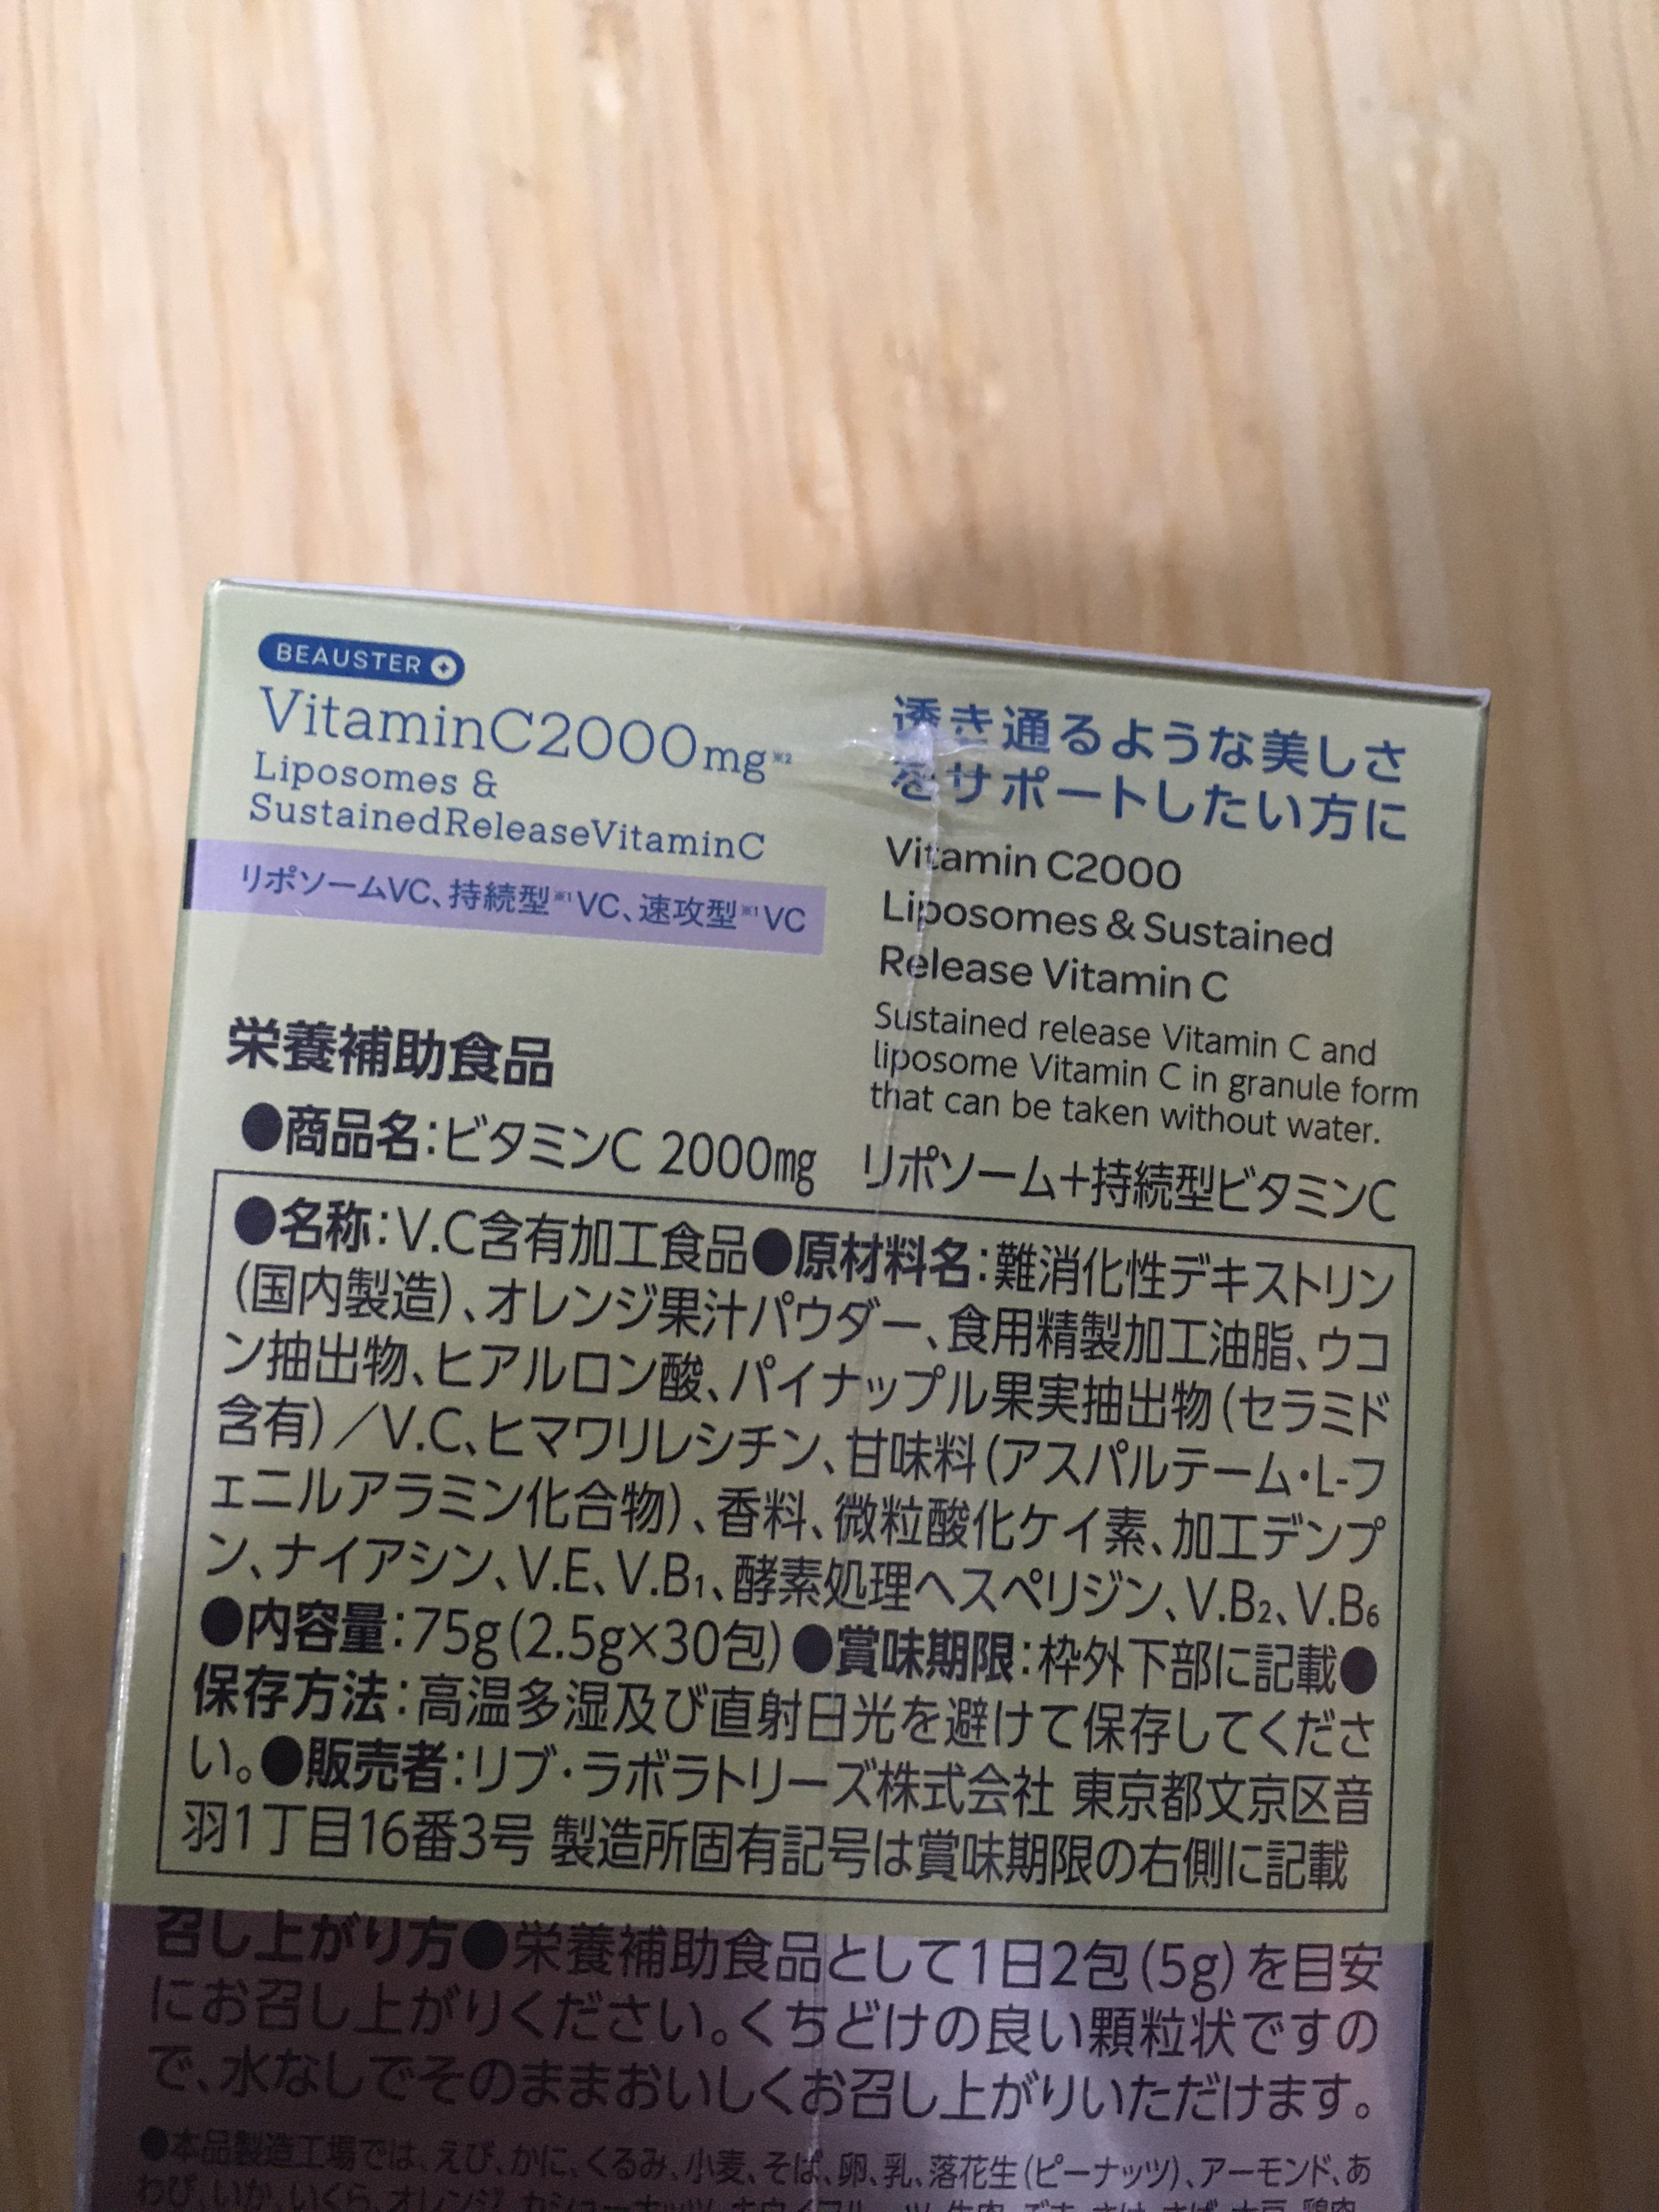 BEAUSTER
VitaminC2000mg※2
Liposomes &
SustainedReleaseVitaminC
リポソームVC、持続型※1VC、速攻型※1VC
透き通るような美しさ
をサポートしたい方に
Vitamin C2000
Liposomes & Sustained
Release Vitamin C
Sustained release Vitamin C and
liposome Vitamin C in granule form
that can be taken without water.
栄養補助食品
●商品名：ビタミンC 2000㎎ リポソーム＋持続型ビタミンC
●名称：V.C含有加工食品●原材料名：難消化性デキストリン
（国内製造）、オレンジ果汁パウダー、食用精製加工油脂、ウコ
ン抽出物、ヒアルロン酸、パイナップル果実抽出物（セラミド
含有）／V.C、ヒマワリレシチン、甘味料（アスパルテーム・L-フ
ェニルアラミン化合物）、香料、微粒酸化ケイ素、加工デンプ
ン、ナイアシン、V.E、V.B₁、酵素処理ヘスペリジン、V.B₂、V.B₆
●内容量：75g（2.5g×30包）●賞味期限：枠外下部に記載●
保存方法：高温多湿及び直射日光を避けて保存してくださ
い。●販売者：リブ・ラボラトリーズ株式会社 東京都文京区音
羽1丁目16番3号 製造所固有記号は賞味期限の右側に記載
召し上がり方●栄養補助食品として1日2包（5g）を目安
にお召し上がりください。くちどけの良い顆粒状ですの
で、水なしでそのままおいしくお召し上がりいただけます。
●本品製造工場では、えび、かに、くるみ、小麦、そば、卵、乳、落花生（ピーナッツ）、アーモンド、あ
わび、いか、いくら、オレンジ、カシューナッツ